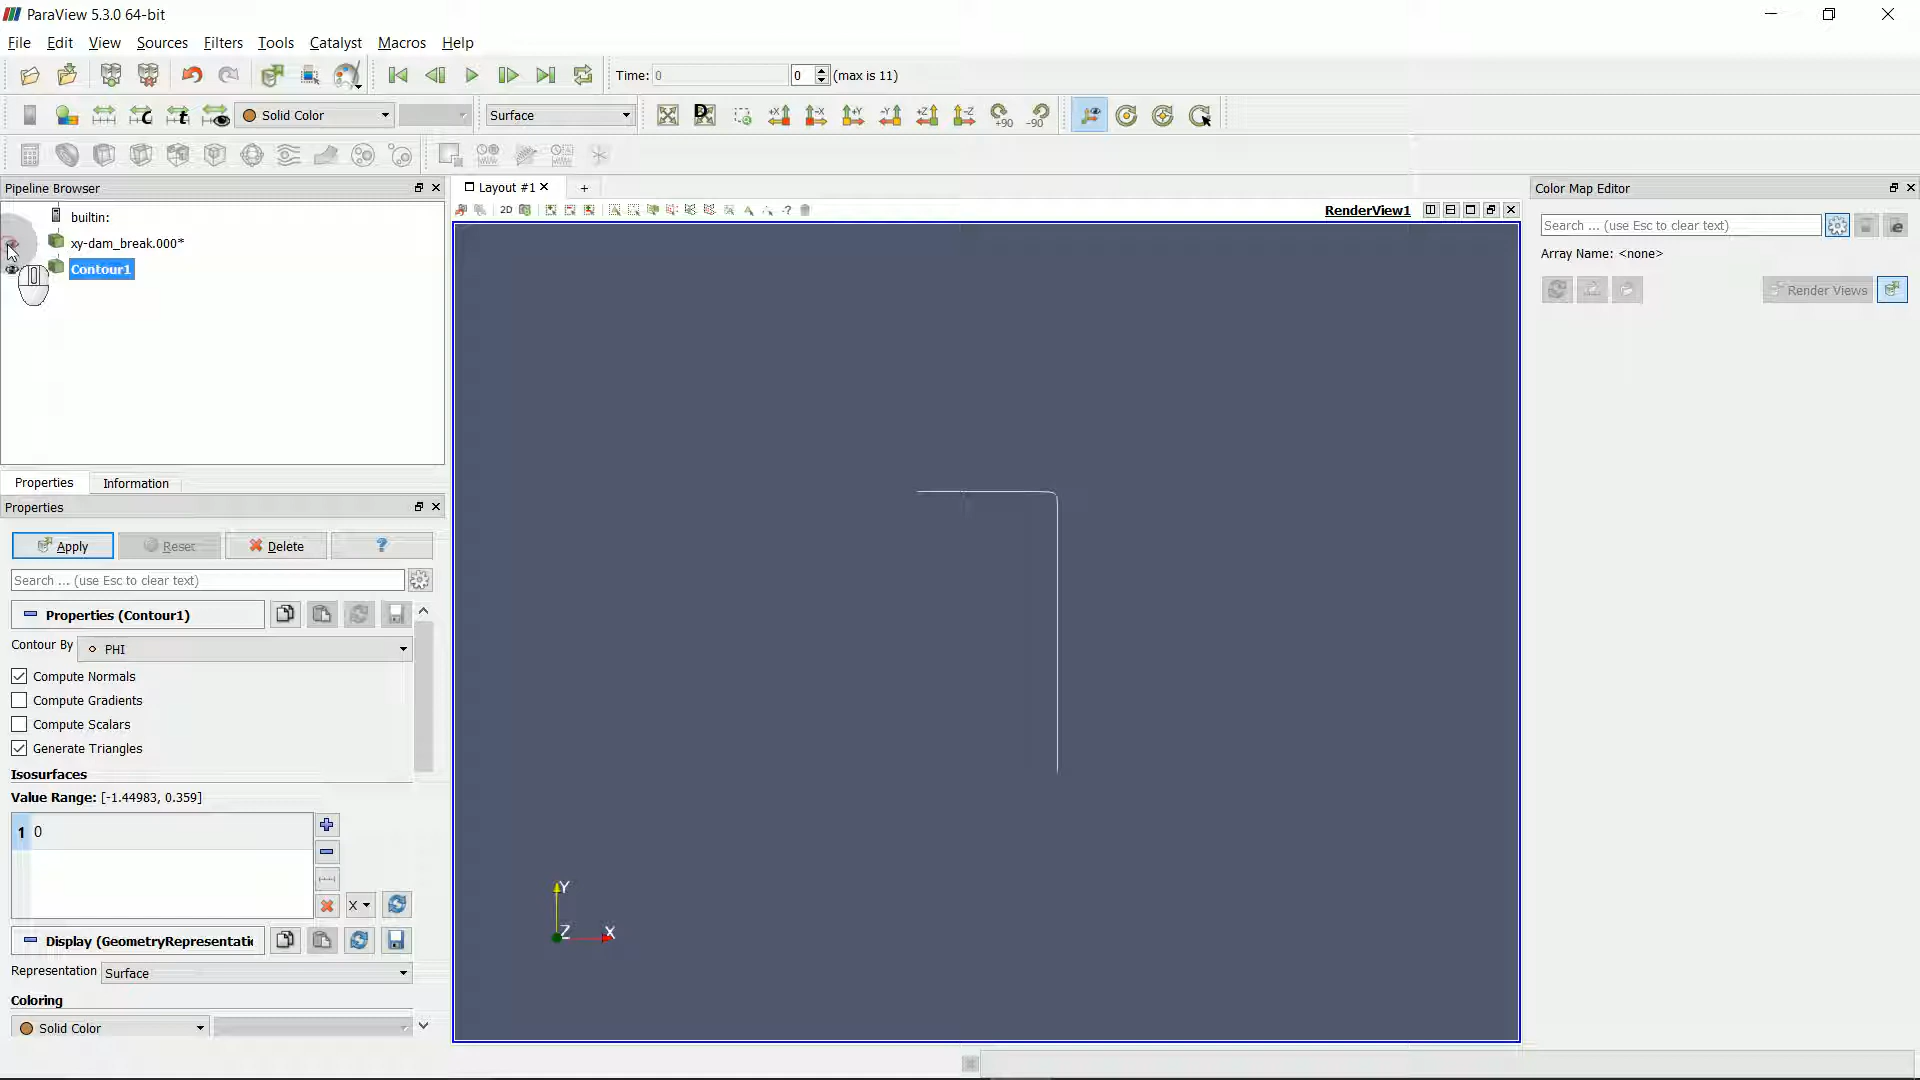 ParaView 5.3.0 64-bit
File Edit View Sources Filters Tools Catalyst Macros Help
Time: 0 0 (max is 11)
Solid Color Surface D +X -X +Y -Y +Z -Z +90 -90
Pipeline Browser
Layout #1 +
Color Map Editor
2D -? RenderView1
builtin:
xy-dam_break.000*
Contour1
Search ... (use Esc to clear text)
Array Name: <none>
Render Views
Properties Information
Properties
Apply Reset Delete ?
Search ... (use Esc to clear text)
Properties (Contour1)
Contour By PHI
Compute Normals
Compute Gradients
Compute Scalars
Generate Triangles
Isosurfaces
Value Range: [-1.44983, 0.359]
1 0
X
Display (GeometryRepresentatic
Representation Surface
Coloring
Solid Color
Y
Z X